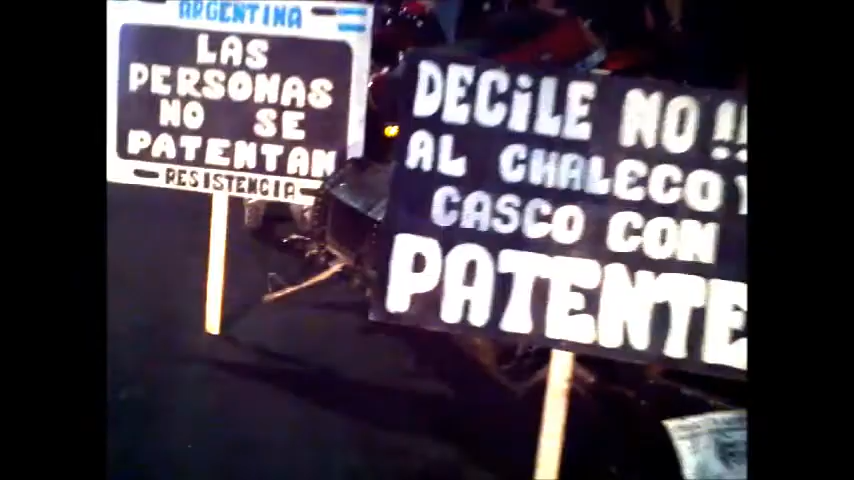 ARGENTINA
LAS
PERSONAS
NO SE
PATENTAN
RESISTENCIA
DECiLE NO!!
AL CHALECO Y
CASCO CON
PATENTE